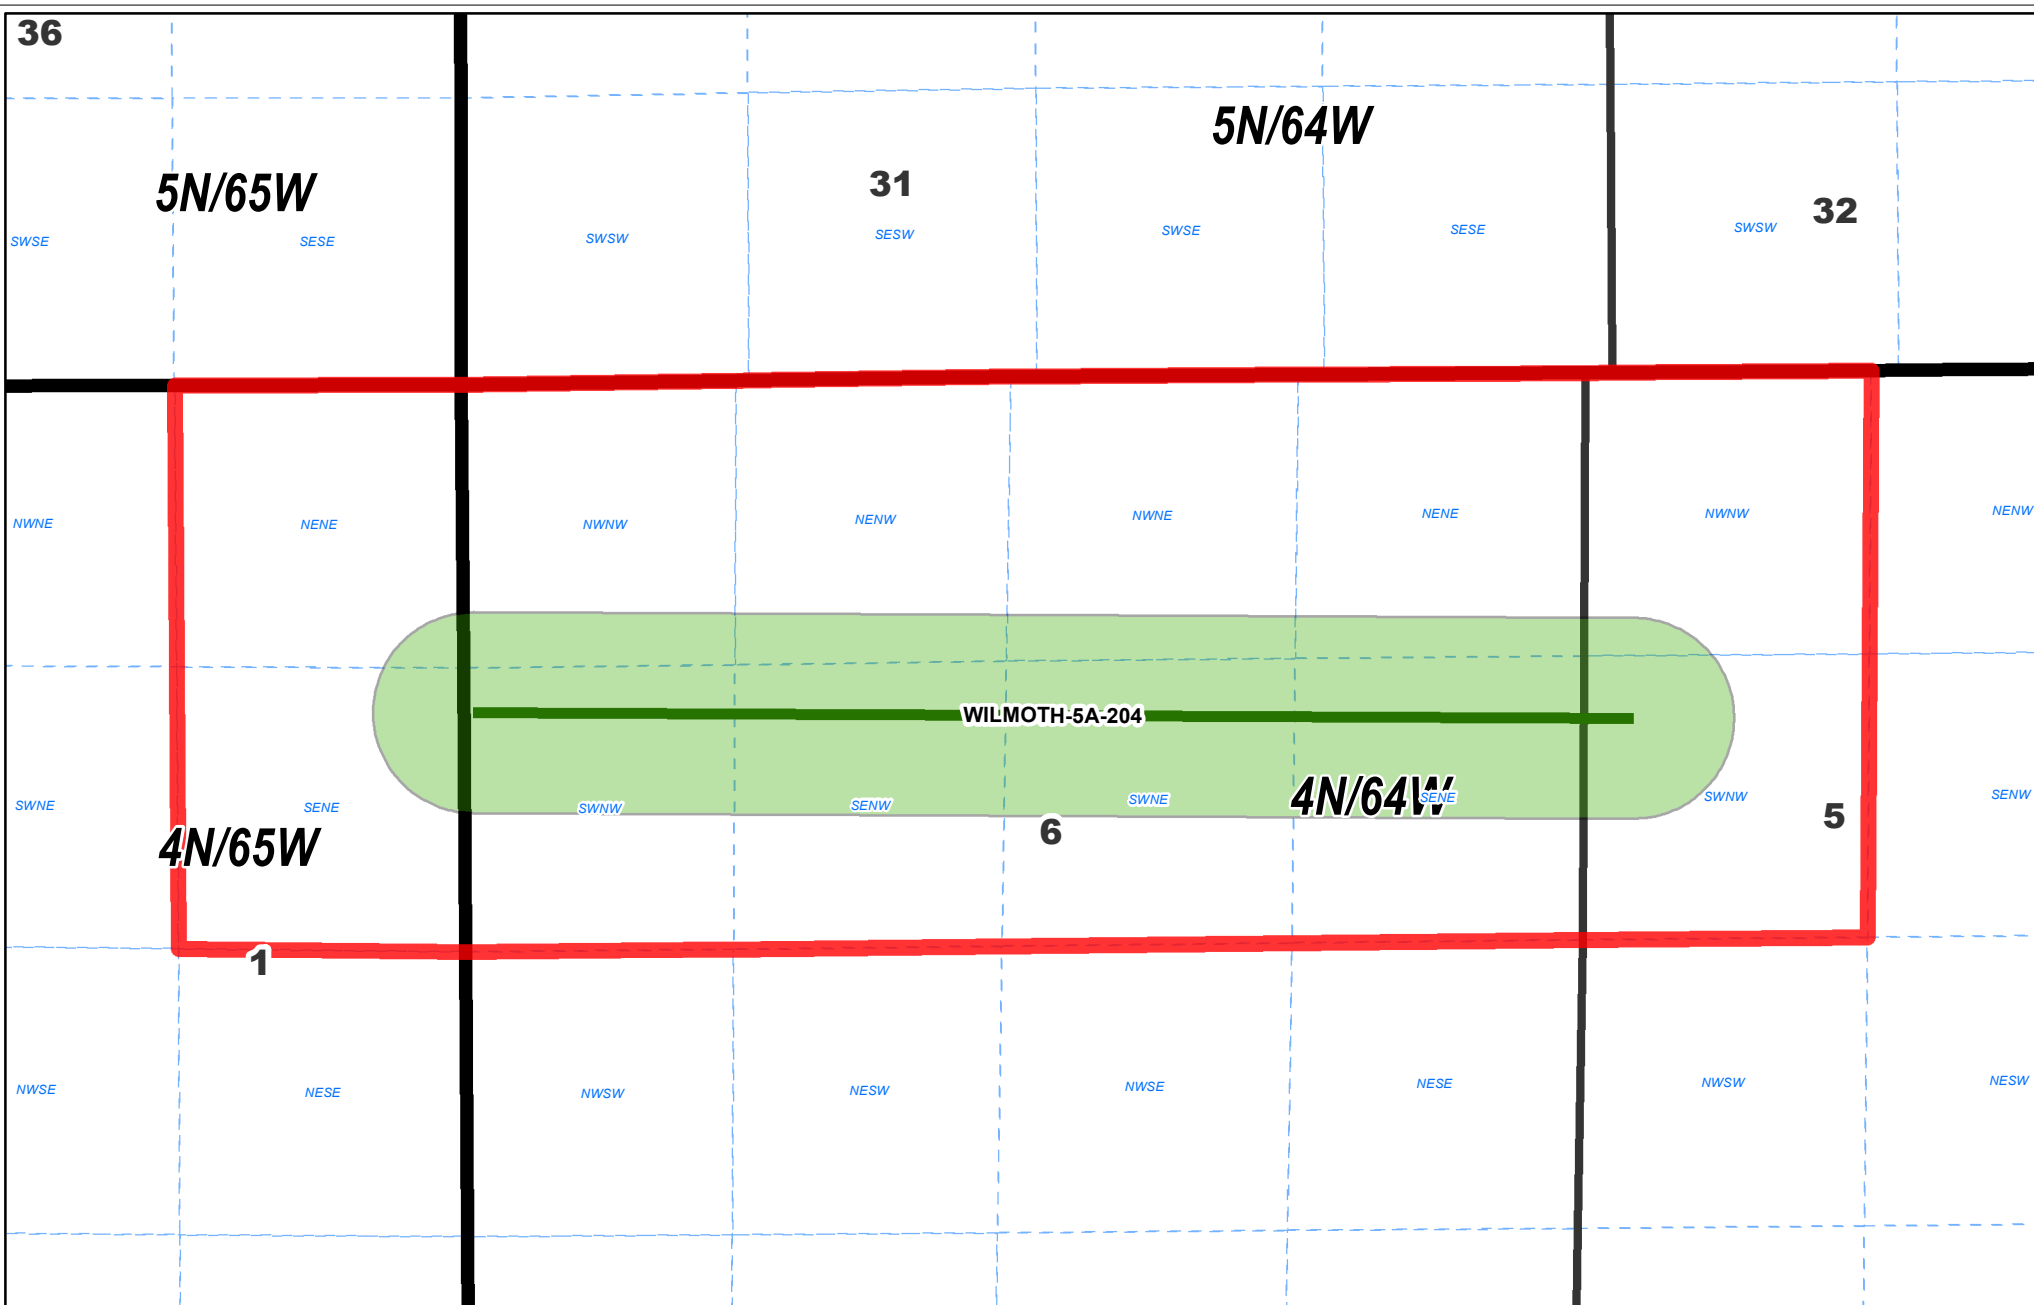 36
5N/64W
5N/65W
31
32
SWSE
SESE
SWSW
SESW
SWSE
SESE
SWSW
NWNE
NENE
NWNW
NENW
NWNE
NENE
NWNW
NENW
WILMOTH-5A-204
4N/64W
SWNE
SENE
SWNW
SENW
SWNE
SENE
SWNW
SENW
4N/65W
6
5
1
NWSE
NESE
NWSW
NESW
NWSE
NESE
NWSW
NESW